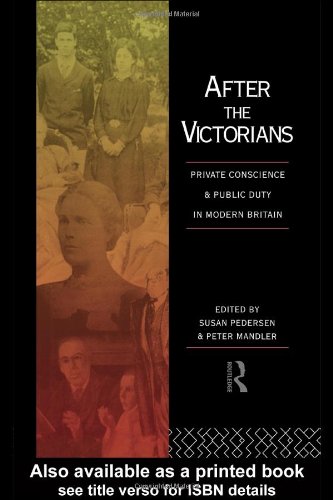 AFTER
THE
VICTORIANS
PRIVATE CONSCIENCE
& PUBLIC DUTY
IN MODERN BRITAIN
EDITED BY
SUSAN PEDERSEN
& PETER MANDLER
ROUTLEDGE
Also available as a printed book
see title verso for ISBN details